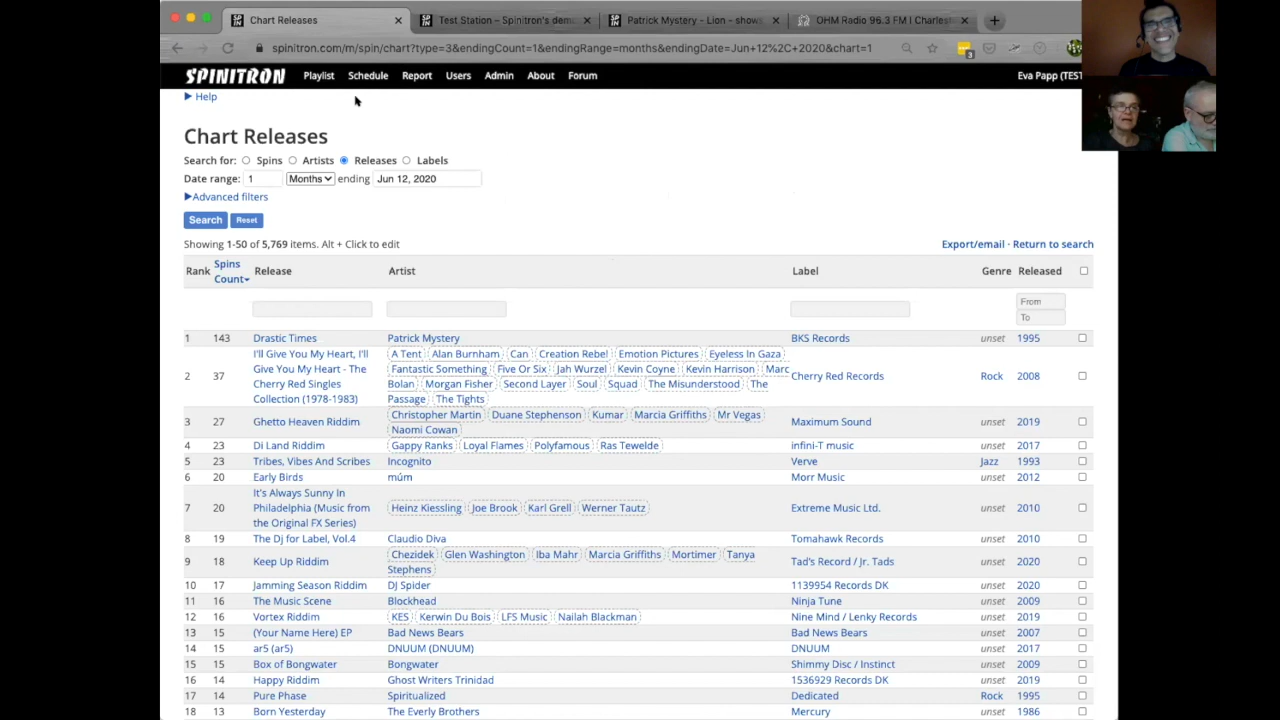 Chart Releases
Test Station – Spinitron's demo
Patrick Mystery - Lion - shows
OHM Radio 96.3 FM I Charlest
spinitron.com/m/spin/chart?type=3&endingCount=1&endingRange=months&endingDate=Jun+12%2C+2020&chart=1
3
SPINITRON Playlist Schedule Report Users Admin About Forum Eva Papp (TEST
▶ Help
Chart Releases
Search for: Spins Artists Releases Labels
Date range: 1 Months ending Jun 12, 2020
▶Advanced filters
Search Reset
Showing 1-50 of 5,769 items. Alt + Click to edit
Export/email · Return to search
Rank Spins Count Release Artist Label Genre Released
From
To
1 143 Drastic Times Patrick Mystery BKS Records unset 1995
2 37 I'll Give You My Heart, I'll Give You My Heart - The Cherry Red Singles Collection (1978-1983) A Tent Alan Burnham Can Creation Rebel Emotion Pictures Eyeless In Gaza Fantastic Something Five Or Six Jah Wurzel Kevin Coyne Kevin Harrison Marc Bolan Morgan Fisher Second Layer Soul Squad The Misunderstood The Passage The Tights Cherry Red Records Rock 2008
3 27 Ghetto Heaven Riddim Christopher Martin Duane Stephenson Kumar Marcia Griffiths Mr Vegas Naomi Cowan Maximum Sound unset 2019
4 23 Di Land Riddim Gappy Ranks Loyal Flames Polyfamous Ras Tewelde infini-T music unset 2017
5 23 Tribes, Vibes And Scribes Incognito Verve Jazz 1993
6 20 Early Birds múm Morr Music unset 2012
7 20 It's Always Sunny In Philadelphia (Music from the Original FX Series) Heinz Kiessling Joe Brook Karl Grell Werner Tautz Extreme Music Ltd. unset 2010
8 19 The Dj for Label, Vol.4 Claudio Diva Tomahawk Records unset 2010
9 18 Keep Up Riddim Chezidek Glen Washington Iba Mahr Marcia Griffiths Mortimer Tanya Stephens Tad's Record / Jr. Tads unset 2020
10 17 Jamming Season Riddim DJ Spider 1139954 Records DK unset 2020
11 16 The Music Scene Blockhead Ninja Tune unset 2009
12 16 Vortex Riddim KES Kerwin Du Bois LFS Music Nailah Blackman Nine Mind / Lenky Records unset 2019
13 15 (Your Name Here) EP Bad News Bears Bad News Bears unset 2007
14 15 ar5 (ar5) DNUUM (DNUUM) DNUUM unset 2017
15 15 Box of Bongwater Bongwater Shimmy Disc / Instinct unset 2009
16 14 Happy Riddim Ghost Writers Trinidad 1536929 Records DK unset 2019
17 14 Pure Phase Spiritualized Dedicated Rock 1995
18 13 Born Yesterday The Everly Brothers Mercury unset 1986